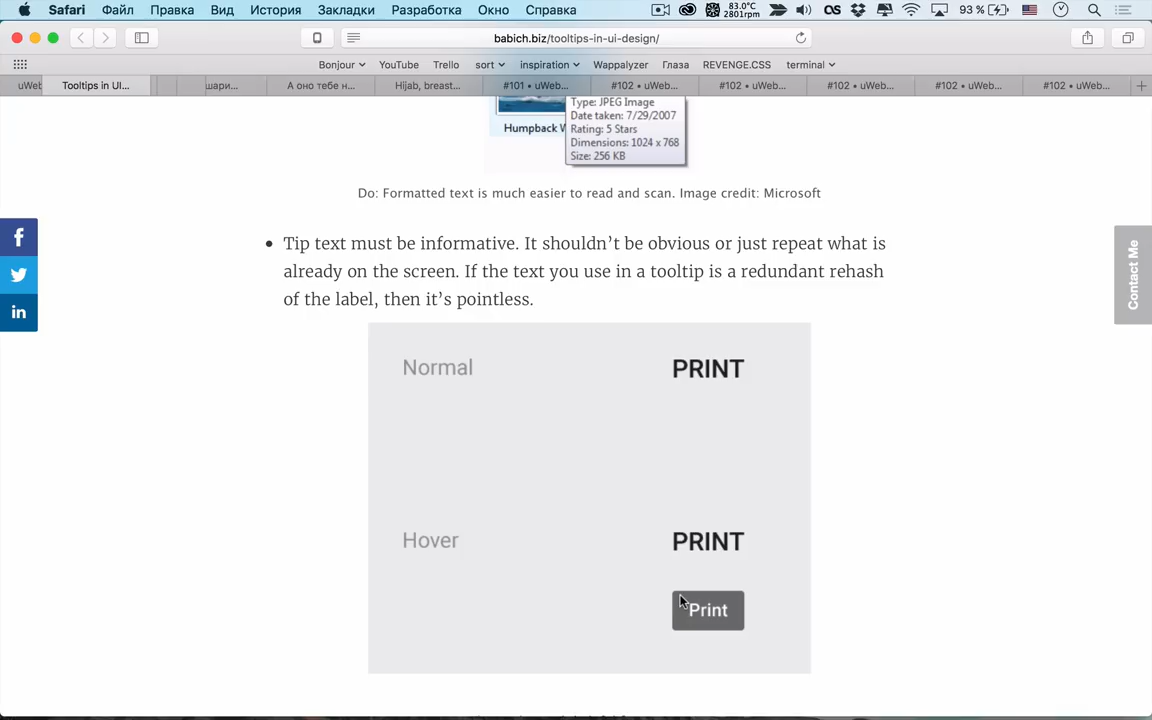 Safari Файл Правка Вид История Закладки Разработка Окно Справка 83.0°C 2801rpm OS 93 %
babich.biz/tooltips-in-ui-design/
Bonjour YouTube Trello sort inspiration Wappalyzer Глаза REVENGE.CSS terminal
uWeb Tooltips in UI... шари... А оно тебе н... Hijab, breast... #101 • uWeb... #102 • uWeb... #102 • uWeb... #102 • uWeb... #102 • uWeb... #102 • uWeb...
Type: JPEG Image
Date taken: 7/29/2007
Humpback W
Rating: 5 Stars
Dimensions: 1024 x 768
Size: 256 KB
Do: Formatted text is much easier to read and scan. Image credit: Microsoft
• Tip text must be informative. It shouldn’t be obvious or just repeat what is
already on the screen. If the text you use in a tooltip is a redundant rehash
of the label, then it’s pointless.
Normal PRINT
Hover PRINT
Print
Contact Me